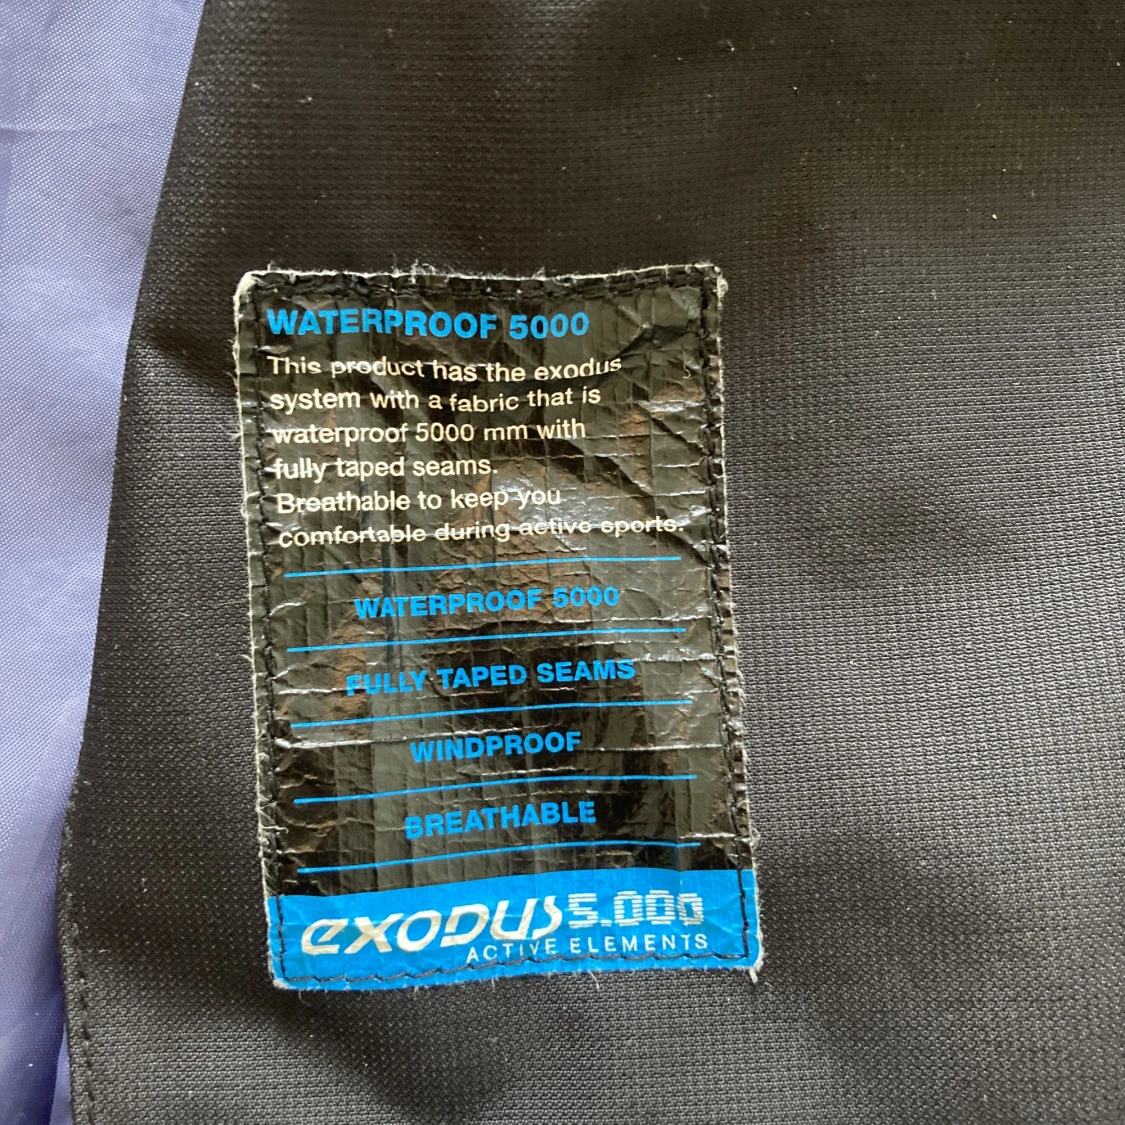 WATERPROOF 5000
This product has the exodus
system with a fabric that is
waterproof 5000 mm with
fully taped seams.
Breathable to keep you
comfortable during active sports.
WATERPROOF 5000
FULLY TAPED SEAMS
WINDPROOF
BREATHABLE
exodus 5.000
ACTIVE ELEMENTS